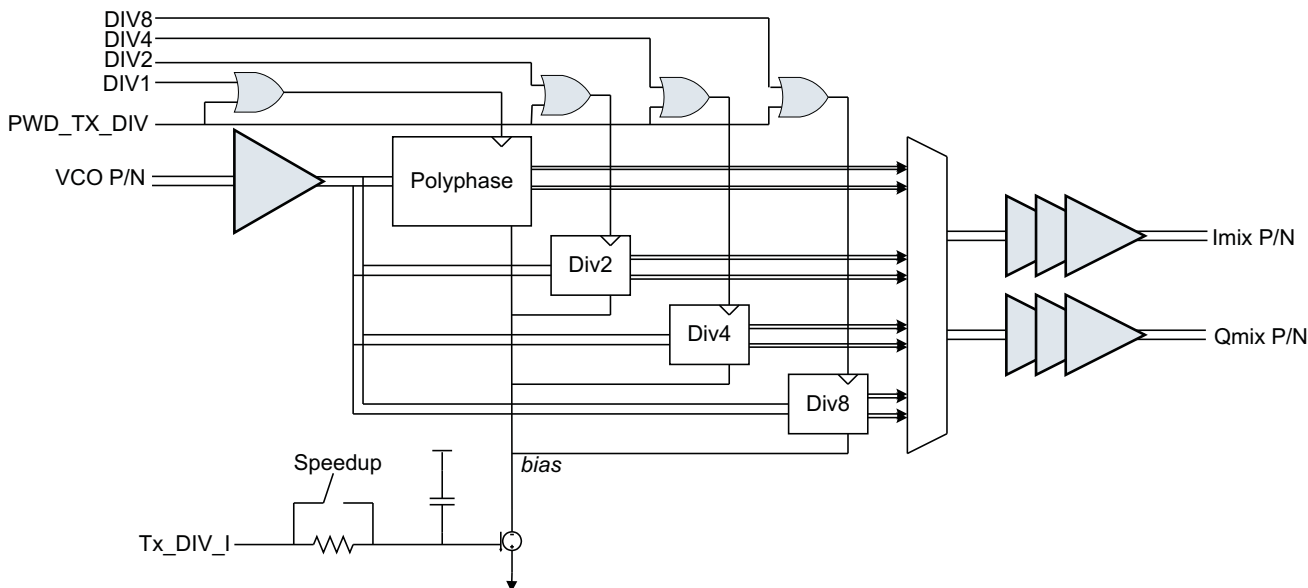 DIV8
DIV4
DIV2
DIV1
PWD_TX_DIV
VCO P/N
Polyphase
Div2
Div4
Div8
Imix P/N
Qmix P/N
bias
Speedup
Tx_DIV_I